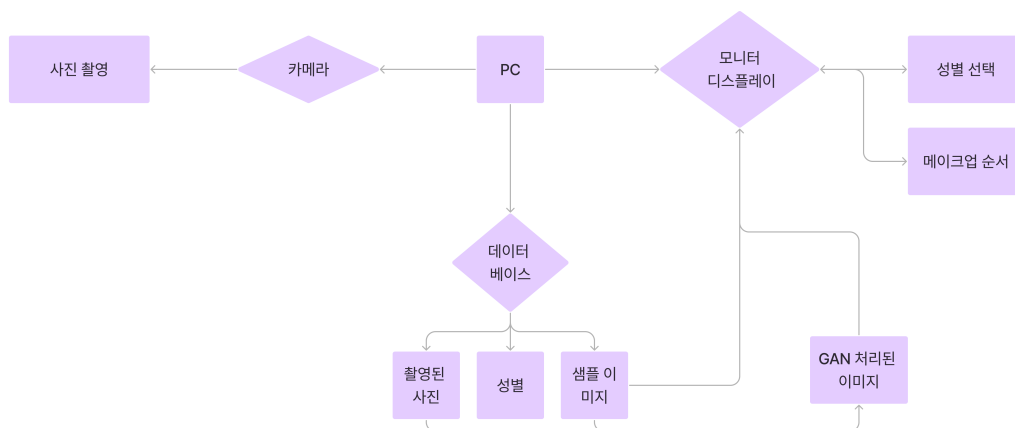 사진 촬영
카메라
PC
모니터
디스플레이
성별 선택
메이크업 순서
데이터
베이스
촬영된
사진
성별
샘플 이
미지
GAN 처리된
이미지